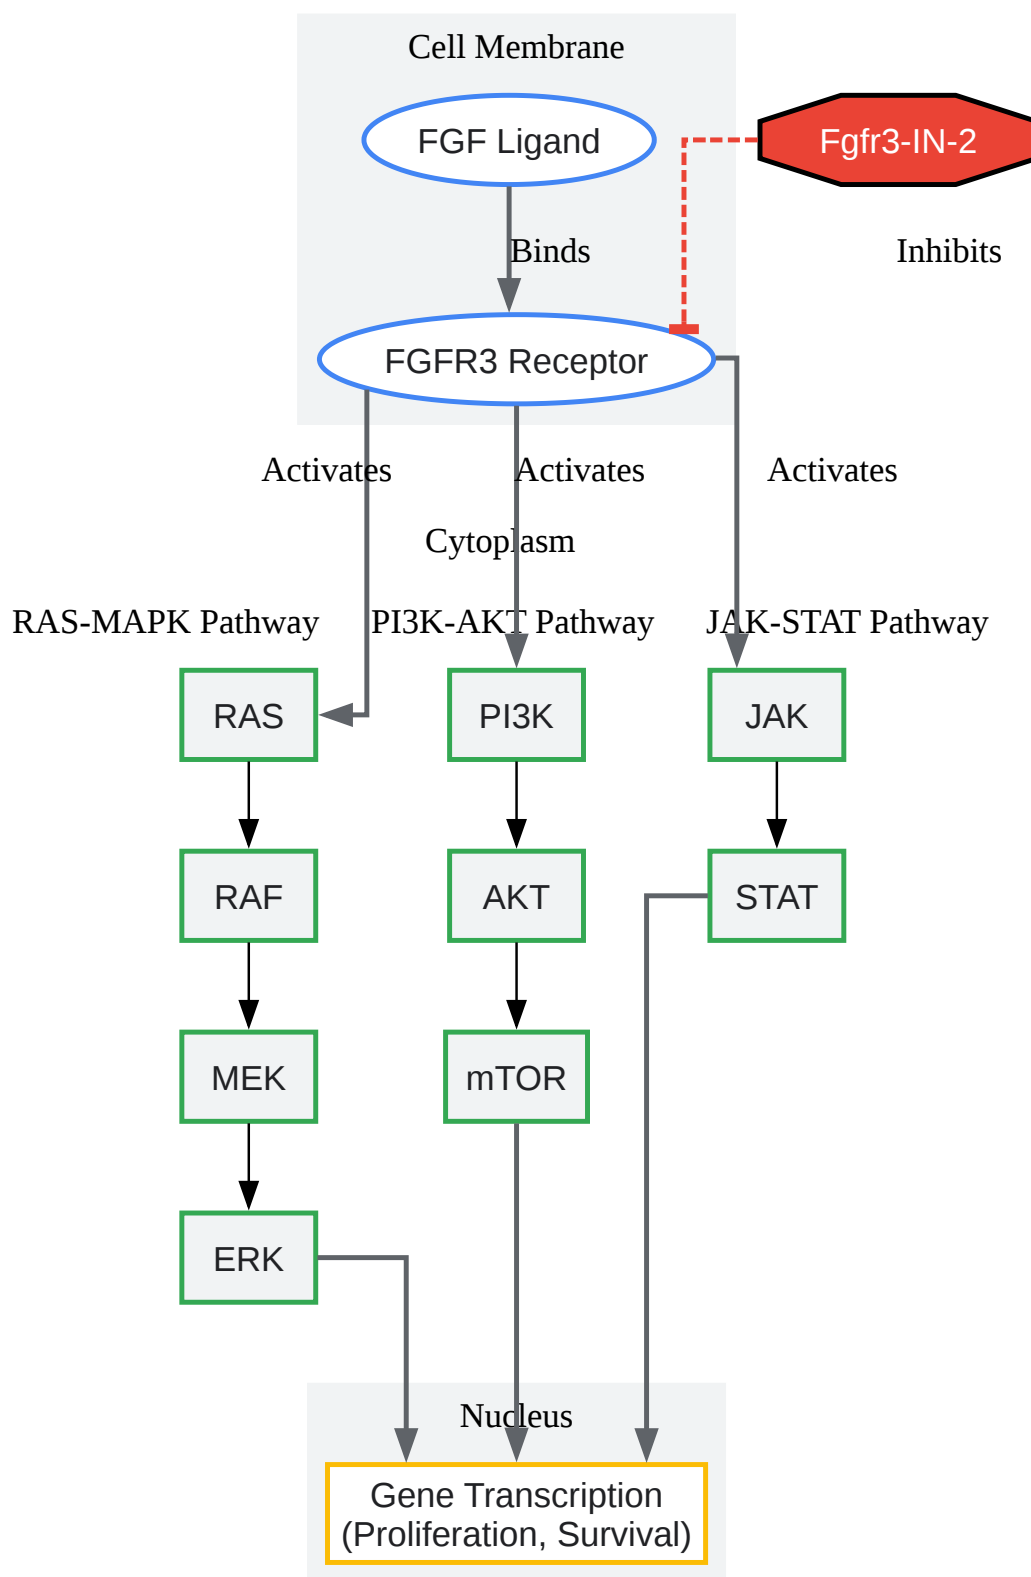 Cell Membrane
FGF Ligand
Fgfr3-IN-2
Binds
Inhibits
FGFR3 Receptor
Activates
Activates
Activates
Cytoplasm
RAS-MAPK Pathway
PI3K-AKT Pathway
JAK-STAT Pathway
RAS
PI3K
JAK
RAF
AKT
STAT
MEK
mTOR
ERK
Nucleus
Gene Transcription
(Proliferation, Survival)